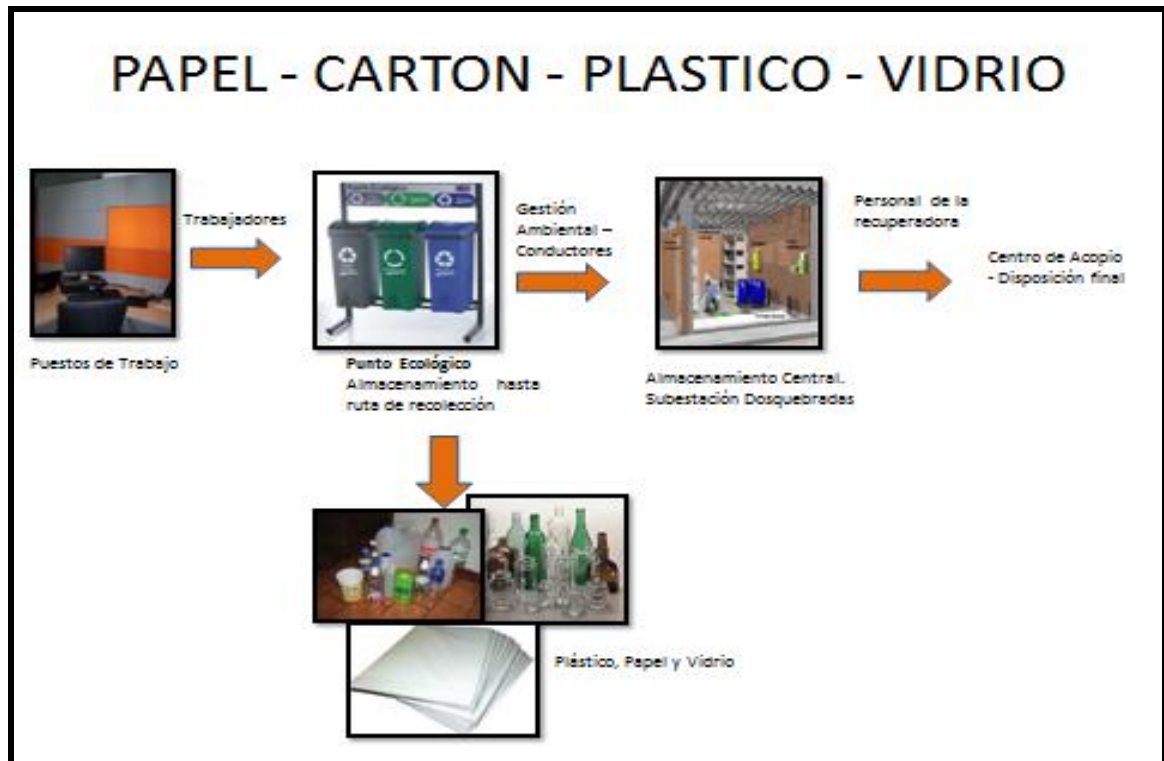 PAPEL - CARTON - PLASTICO - VIDRIO
Trabajadores
Gestión
Ambiental –
Conductores
Personal de la
recuperadora
Centro de Acopio
- Disposición final
Puestos de Trabajo
Punto Ecológico
Almacenamiento hasta
ruta de recolección
Almacenamiento Central.
Subestación Dosquebradas
Plástico, Papel y Vidrio